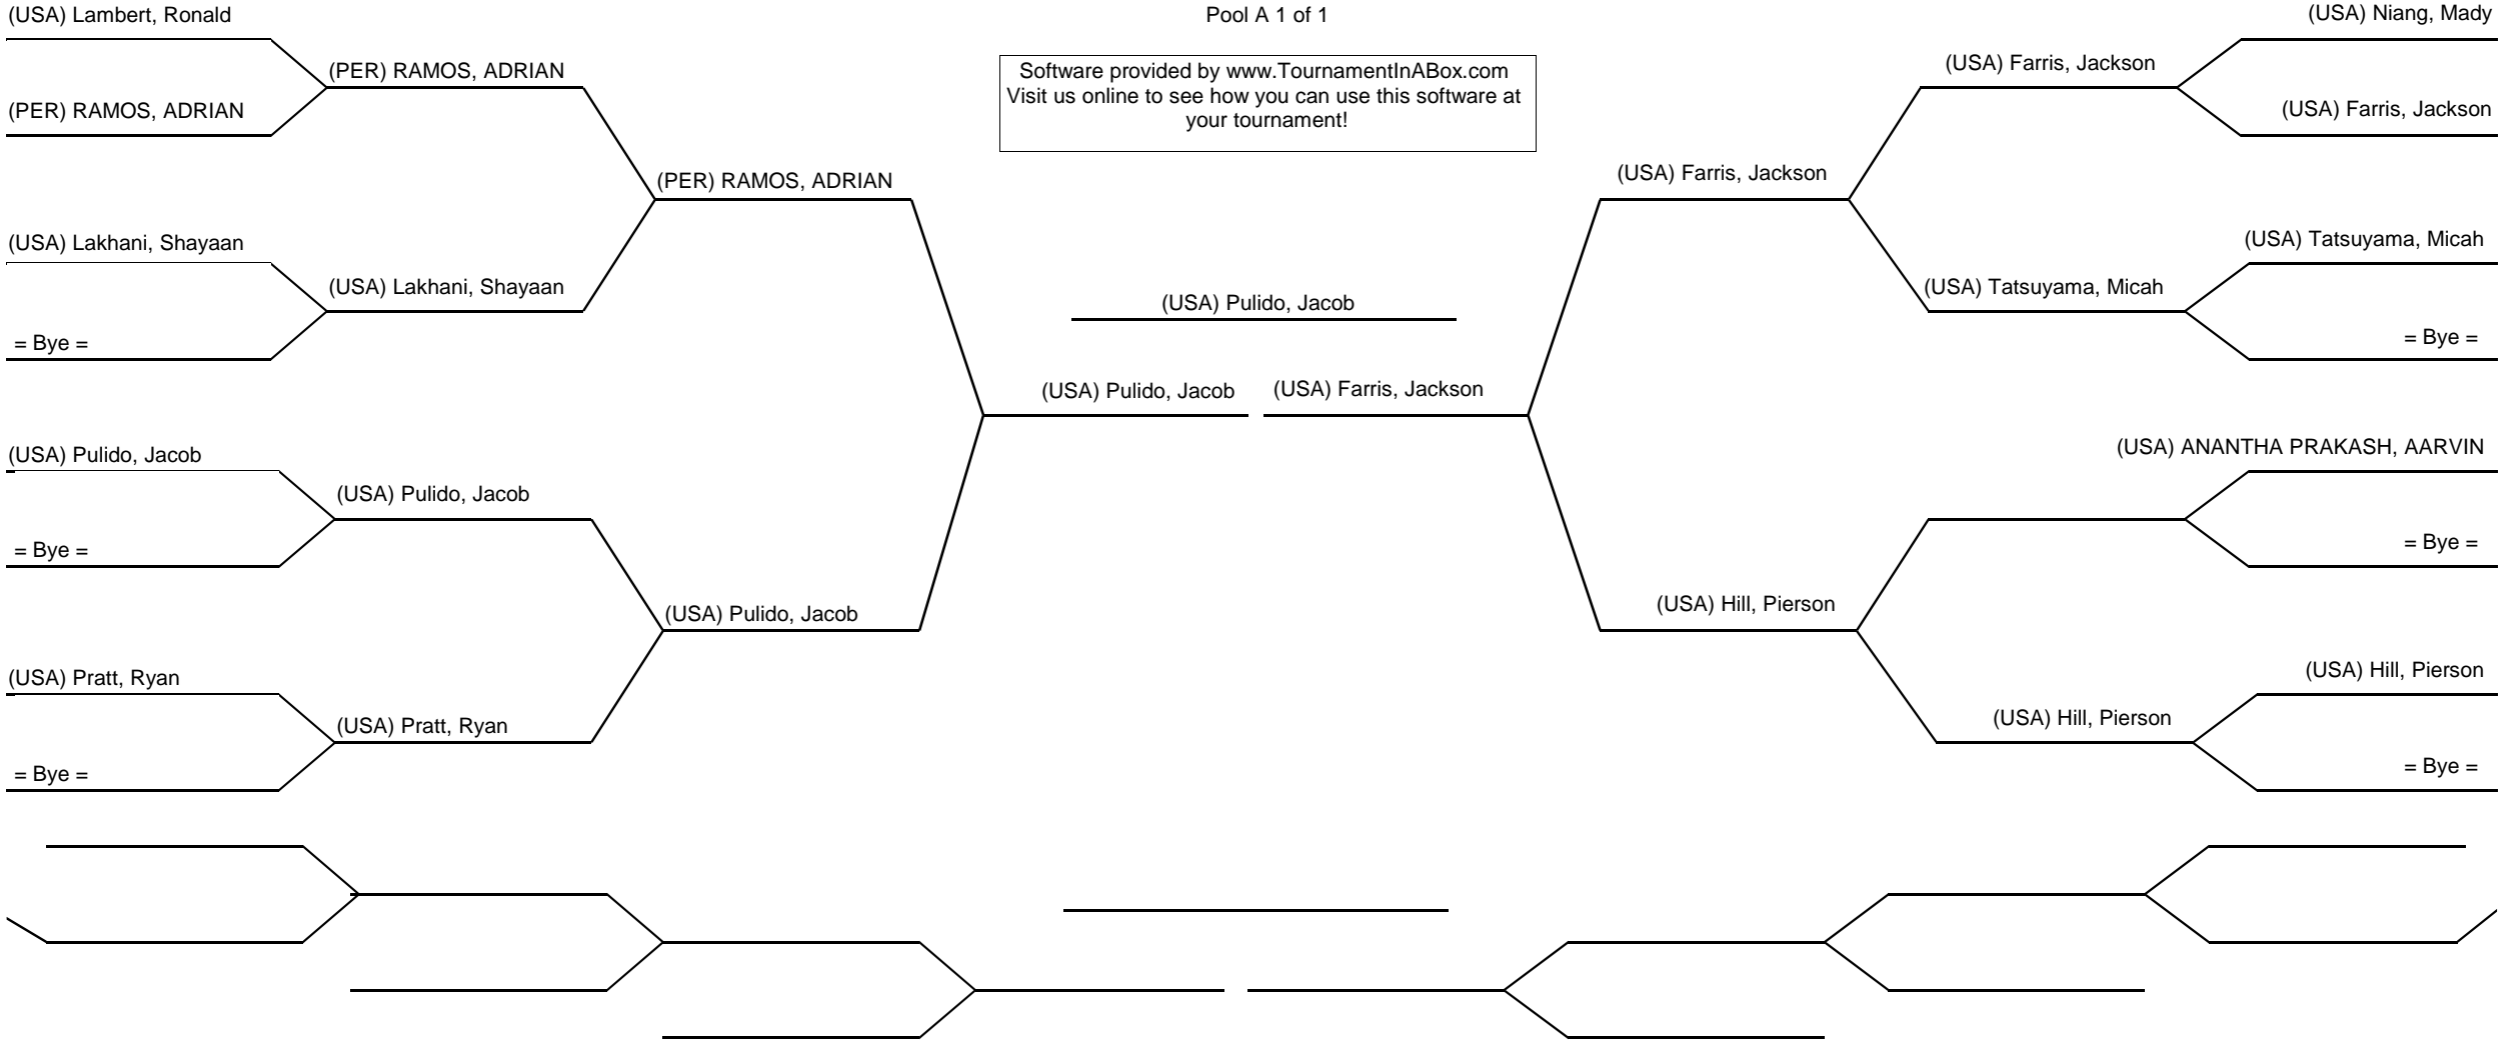 (USA) Lambert, Ronald
Pool A 1 of 1
(USA) Niang, Mady
Software provided by www.TournamentInABox.com
Visit us online to see how you can use this software at
your tournament!
(PER) RAMOS, ADRIAN
(USA) Farris, Jackson
(PER) RAMOS, ADRIAN
(USA) Farris, Jackson
(PER) RAMOS, ADRIAN
(USA) Farris, Jackson
(USA) Lakhani, Shayaan
(USA) Tatsuyama, Micah
(USA) Lakhani, Shayaan
(USA) Pulido, Jacob
(USA) Tatsuyama, Micah
= Bye =
= Bye =
(USA) Pulido, Jacob
(USA) Farris, Jackson
(USA) Pulido, Jacob
(USA) ANANTHA PRAKASH, AARVIN
(USA) Pulido, Jacob
= Bye =
= Bye =
(USA) Pulido, Jacob
(USA) Hill, Pierson
(USA) Pratt, Ryan
(USA) Hill, Pierson
(USA) Pratt, Ryan
(USA) Hill, Pierson
= Bye =
= Bye =